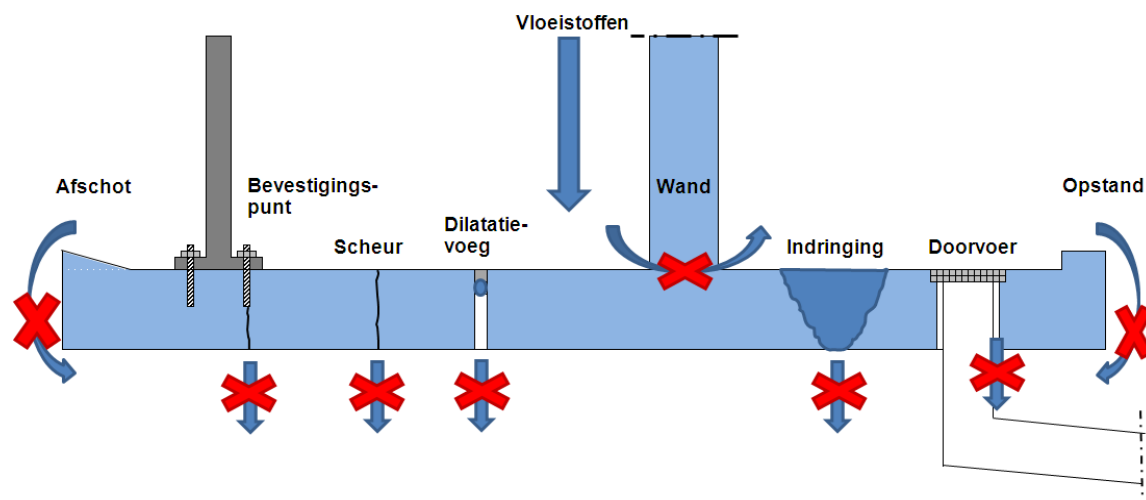 Vloeistoffen
Afschot
Bevestigings-
punt
Scheur
Dilatatie-
voeg
Wand
Indringing
Doorvoer
Opstand